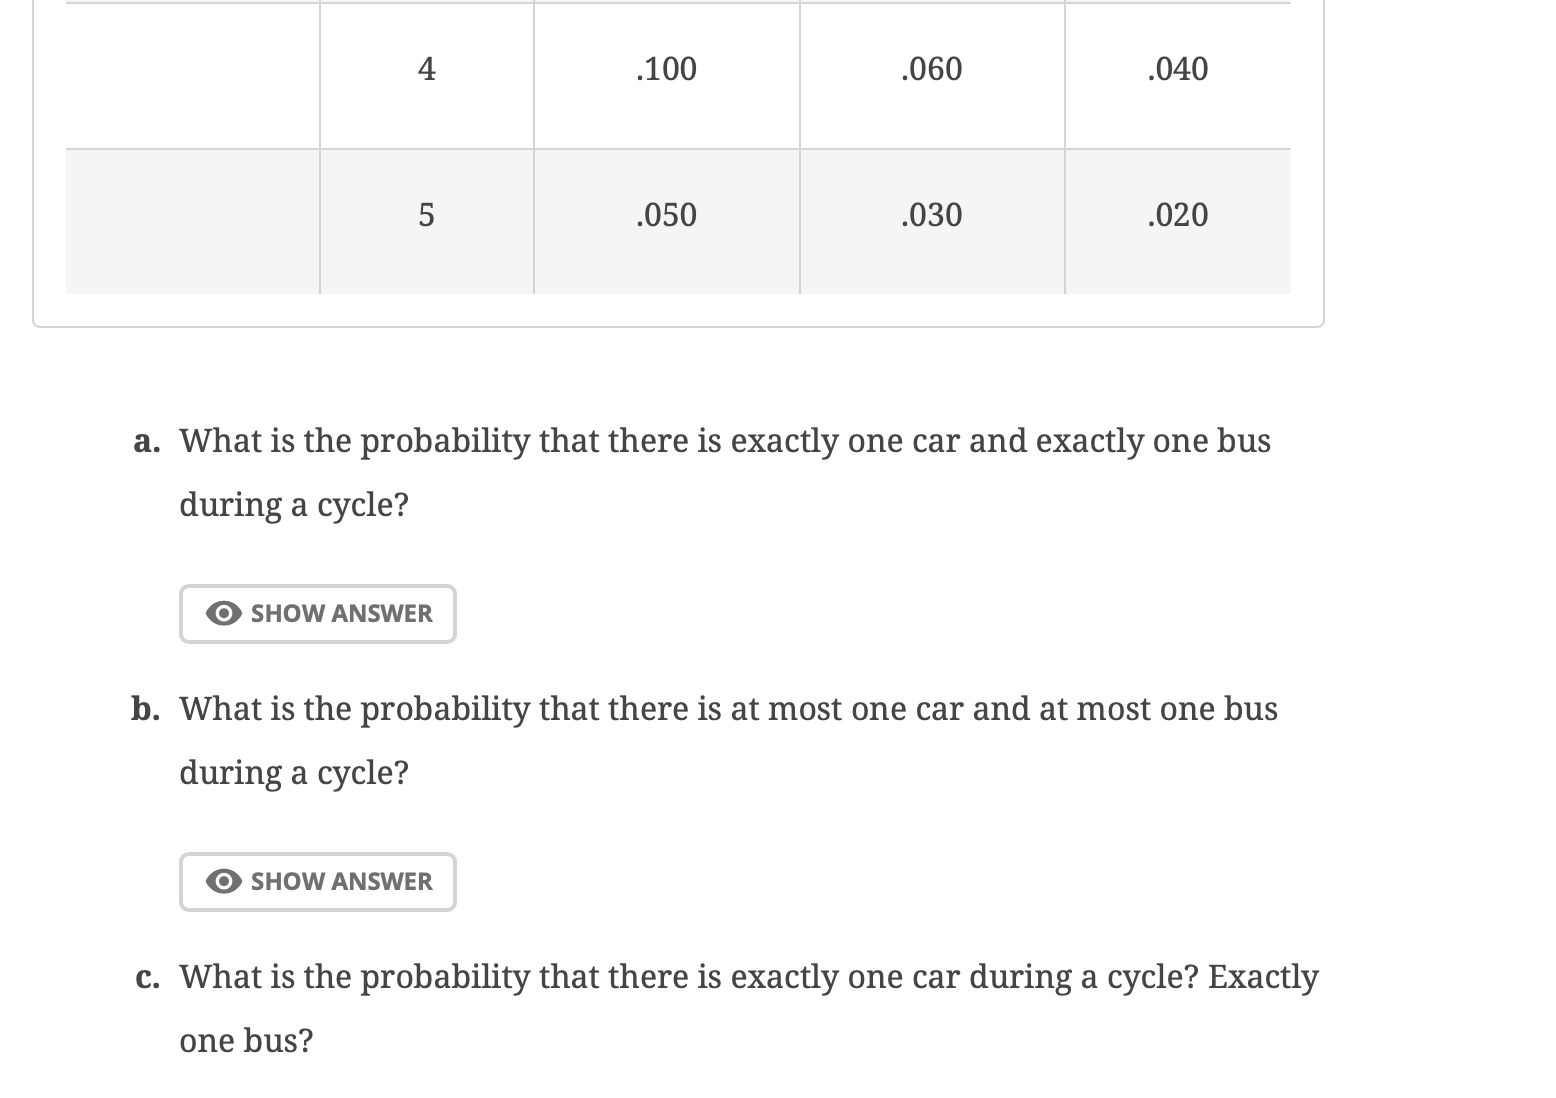 4 .100 .060 .040
5 .050 .030 .020
a. What is the probability that there is exactly one car and exactly one bus
during a cycle?
SHOW ANSWER
b. What is the probability that there is at most one car and at most one bus
during a cycle?
SHOW ANSWER
c. What is the probability that there is exactly one car during a cycle? Exactly
one bus?